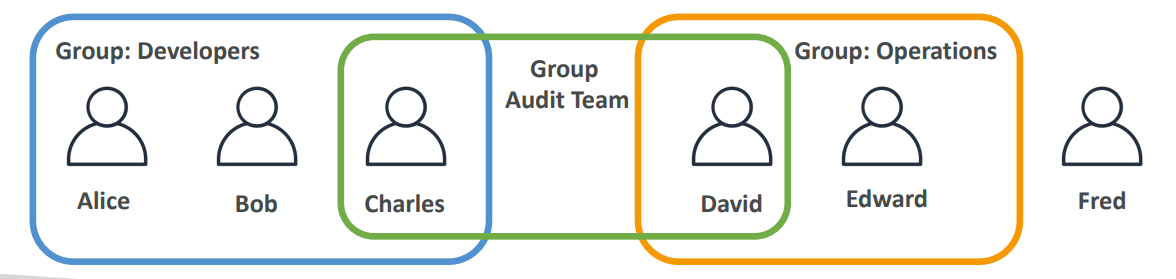 Group: Developers
Group
Audit Team
Group: Operations
Alice
Bob
Charles
David
Edward
Fred